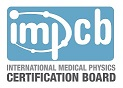 impcb
INTERNATIONAL MEDICAL PHYSICS
CERTIFICATION BOARD